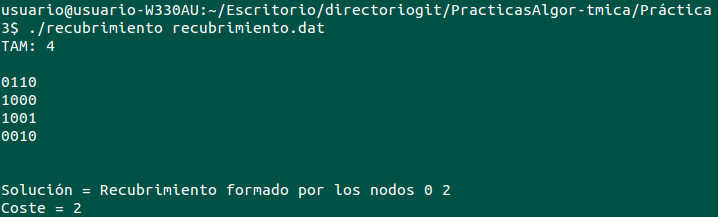 usuario@usuario-W330AU:~/Escritorio/directoriogit/PracticasAlgor-tmica/Práctica
3$ ./recubrimiento recubrimiento.dat
TAM: 4
0110
1000
1001
0010
Solución = Recubrimiento formado por los nodos 0 2
Coste = 2